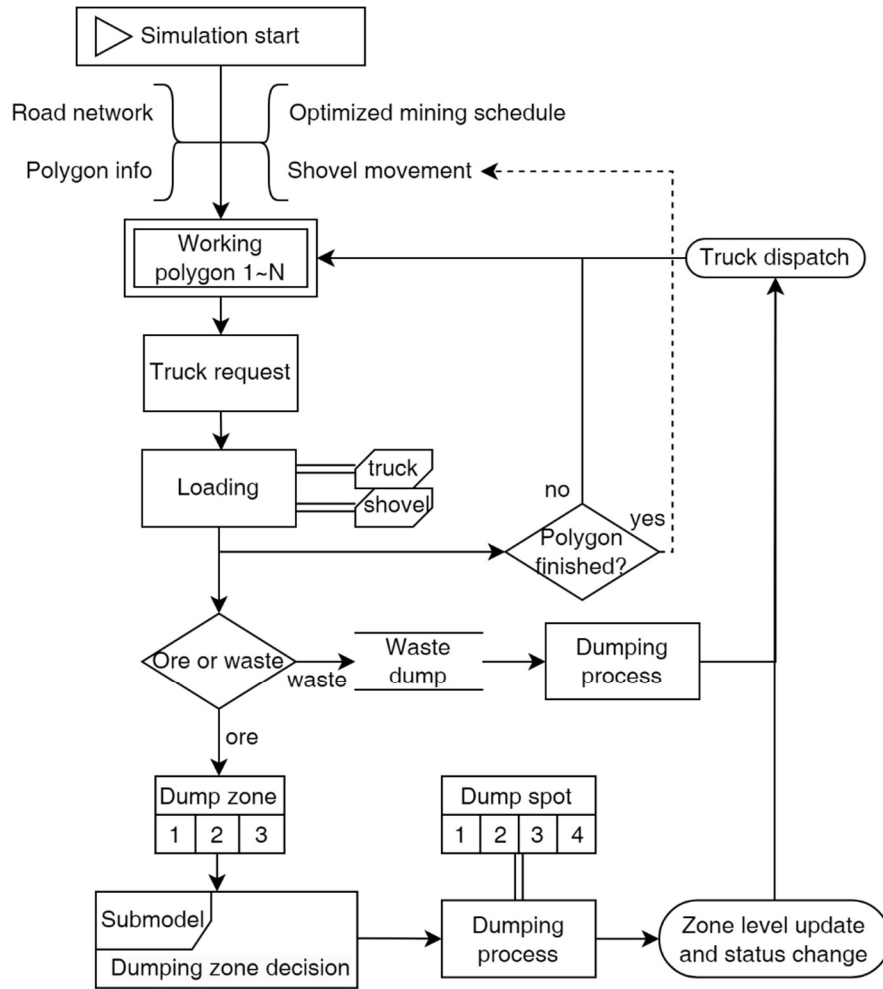 Simulation start
Road network
Optimized mining schedule
Polygon info
Shovel movement
Working
polygon 1~N
Truck dispatch
Truck request
Loading
truck
shovel
no
yes
Polygon
finished?
Ore or waste
waste
Waste
dump
Dumping
process
ore
Dump zone
1 2 3
Dump spot
1 2 3 4
Submodel
Dumping zone decision
Dumping
process
Zone level update
and status change